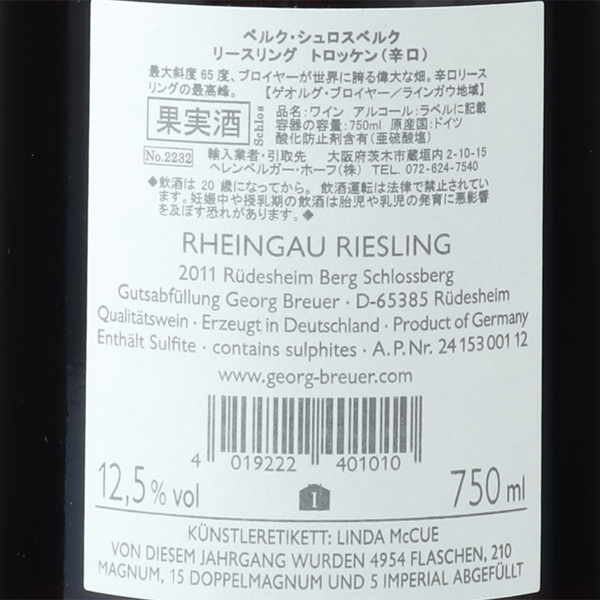 ベルク・シュロスベルク
リースリング トロッケン(辛口)
最大斜度 65 度、ブロイヤーが世界に誇る偉大な畑。辛口リース
リングの最高峰。 【ゲオルグ・ブロイヤー/ラインガウ地域】
果実酒
Schlos
品名:ワイン アルコール:ラベルに記載
容器の容量:750ml 原産国:ドイツ
酸化防止剤含有(亜硫酸塩)
No.2232
輸入業者・引取先 大阪府茨木市蔵垣内 2-10-15
ヘレンベルガー・ホーフ(株) TEL. 072-624-7540
◆飲酒は 20 歳になってから。 飲酒運転は法律で禁止されてい
ます。妊娠中や授乳期の飲酒は胎児や乳児の発育に悪影響
を及ぼす恐れがあります。◆
RHEINGAU RIESLING
2011 Rüdesheim Berg Schlossberg
Gutsabfüllung Georg Breuer · D-65385 Rüdesheim
Qualitätswein · Erzeugt in Deutschland · Product of Germany
Enthält Sulfite · contains sulphites · A.P.Nr. 24 153 001 12
www.georg-breuer.com
4 019222 401010
12,5% vol
I
750 ml
KÜNSTLERETIKETT: LINDA McCUE
VON DIESEM JAHRGANG WURDEN 4954 FLASCHEN, 210
MAGNUM, 15 DOPPELMAGNUM UND 5 IMPERIAL ABGEFÜLLT